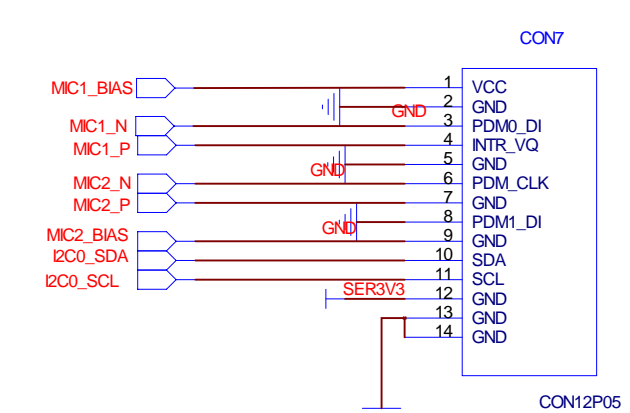 CON7
MIC1_BIAS 1 VCC
GND 2 GND
MIC1_N 3 PDM0_DI
MIC1_P 4 INTR_VQ
GND 5 GND
MIC2_N 6 PDM_CLK
MIC2_P 7 GND
GND 8 PDM1_DI
MIC2_BIAS 9 GND
I2C0_SDA 10 SDA
I2C0_SCL 11 SCL
SER3V3 12 GND
13 GND
14 GND
CON12P05